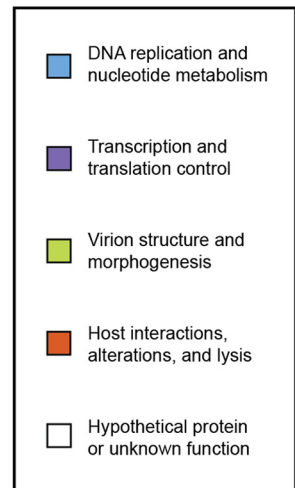 DNA replication and
nucleotide metabolism
Transcription and
translation control
Virion structure and
morphogenesis
Host interactions,
alterations, and lysis
Hypothetical protein
or unknown function